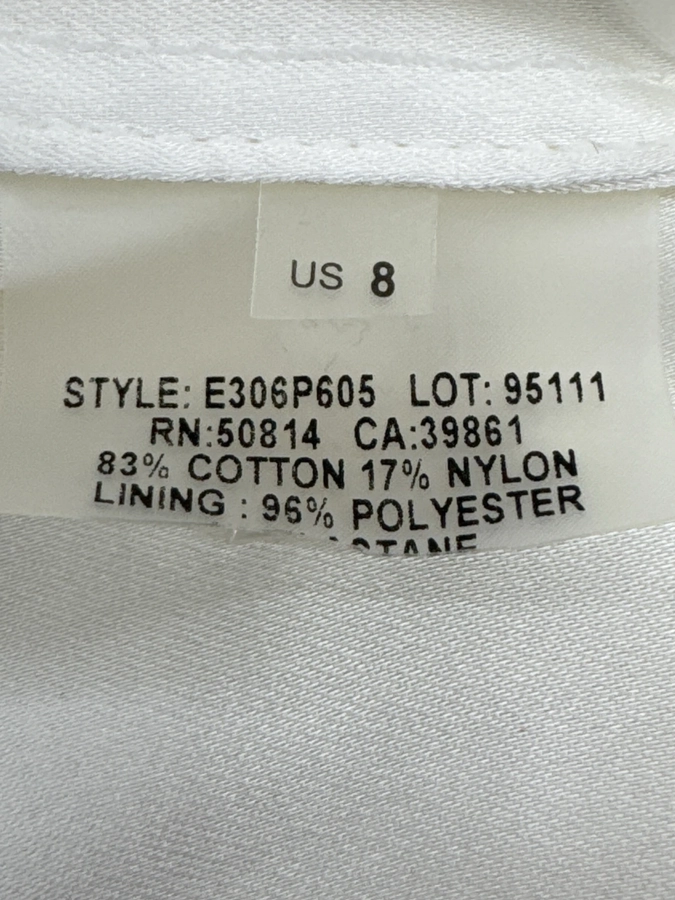 US 8
STYLE: E306P605 LOT: 95111
RN:50814 CA:39861
83% COTTON 17% NYLON
LINING : 96% POLYESTER